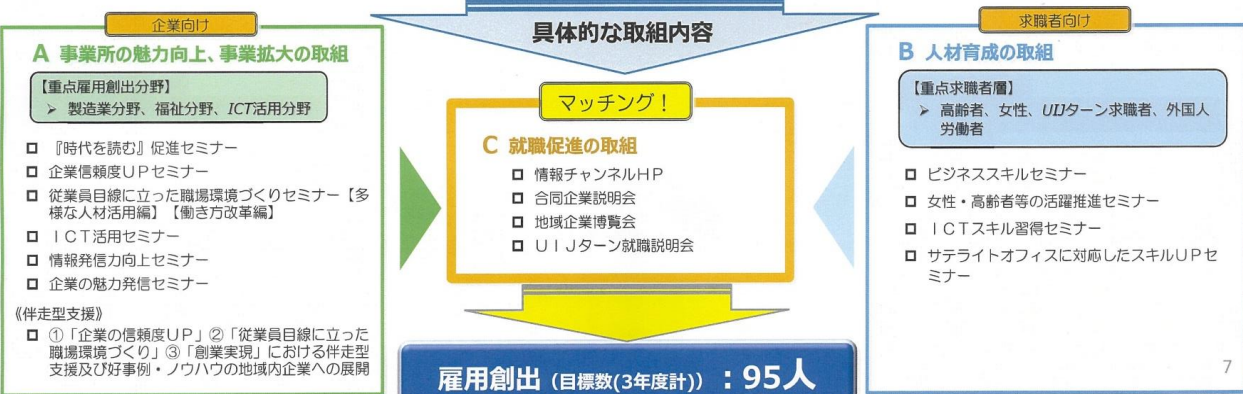 具体的な取組内容
企業向け
A 事業所の魅力向上、事業拡大の取組
【重点雇用創出分野】
➢ 製造業分野、福祉分野、ICT活用分野
□ 『時代を読む』促進セミナー
□ 企業信頼度UPセミナー
□ 従業員目線に立った職場環境づくりセミナー【多
様な人材活用編】【働き方改革編】
□ ICT活用セミナー
□ 情報発信力向上セミナー
□ 企業の魅力発信セミナー
《伴走型支援》
□ ①「企業の信頼度UP」②「従業員目線に立った
職場環境づくり」③「創業実現」における伴走型
支援及び好事例・ノウハウの地域内企業への展開
マッチング！
C 就職促進の取組
□ 情報チャンネルHP
□ 合同企業説明会
□ 地域企業博覧会
□ UIJターン就職説明会
雇用創出（目標数(3年度計)）：95人
求職者向け
B 人材育成の取組
【重点求職者層】
➢ 高齢者、女性、UIJターン求職者、外国人
労働者
□ ビジネススキルセミナー
□ 女性・高齢者等の活躍推進セミナー
□ ICTスキル習得セミナー
□ サテライトオフィスに対応したスキルUPセ
ミナー
7